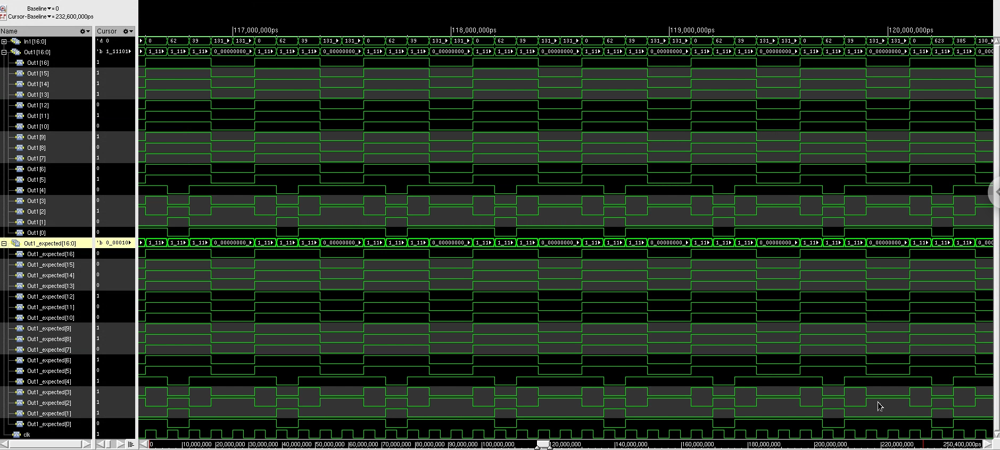 Baseline▼= 0
Cursor-Baseline▼= 232,600,000ps
Name Cursor 117,000,000ps 118,000,000ps 119,000,000ps 120,000,000ps
In1[16:0] 'd 0 0 62 39 131_ 131_ 0 62 39 131_ 131_ 0 62 39 131_ 131_ 0 62 39 131_ 131_ 0 62 39 131_ 131_ 0 62 39 131_ 131_ 0 62 39 131_ 131_ 0 623 385 130_
Out1[16:0] 'b 1_11101 1_11 1_11 1_11 0_00000000_ 1_11 1_11 1_11 0_00000000_ 1_11 1_11 1_11 0_00000000_ 1_11 1_11 1_11 0_00000000_ 1_11 1_11 1_11 0_00000000_ 1_11 1_11 1_11 0_00000000_ 1_11 1_11 1_11 0_00000000_ 1_11 1_11 1_11 0_000
Out1[16] 1
Out1[15] 1
Out1[14] 1
Out1[13] 1
Out1[12] 0
Out1[11] 1
Out1[10] 0
Out1[9] 1
Out1[8] 0
Out1[7] 1
Out1[6] 0
Out1[5] 1
Out1[4] 0
Out1[3] 0
Out1[2] 1
Out1[1] 0
Out1[0] 0
Out1_expected[16:0] 'b 0_00010 1_11 1_11 1_11 0_00000000_ 1_11 1_11 1_11 0_00000000_ 1_11 1_11 1_11 0_00000000_ 1_11 1_11 1_11 0_00000000_ 1_11 1_11 1_11 0_00000000_ 1_11 1_11 1_11 0_00000000_ 1_11 1_11 1_11 0_00000000_ 1_11 1_11 1_11 0_000
Out1_expected[16] 0
Out1_expected[15] 0
Out1_expected[14] 0
Out1_expected[13] 0
Out1_expected[12] 1
Out1_expected[11] 0
Out1_expected[10] 0
Out1_expected[9] 1
Out1_expected[8] 1
Out1_expected[7] 0
Out1_expected[6] 1
Out1_expected[5] 0
Out1_expected[4] 1
Out1_expected[3] 1
Out1_expected[2] 1
Out1_expected[1] 1
Out1_expected[0] 0
clk 1
0 10,000,000 20,000,000 30,000,000 40,000,000 50,000,000 60,000,000 70,000,000 80,000,000 90,000,000 100,000,000 120,000,000 140,000,000 160,000,000 180,000,000 200,000,000 220,000,000 250,400,000ps